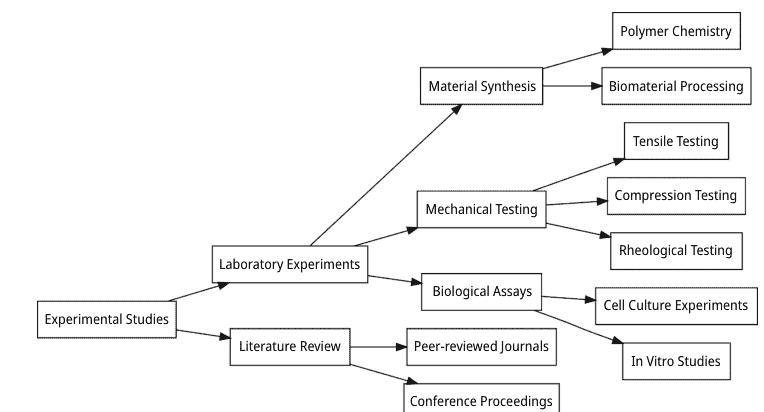 Polymer Chemistry
Material Synthesis
Biomaterial Processing
Tensile Testing
Mechanical Testing
Compression Testing
Rheological Testing
Laboratory Experiments
Biological Assays
Cell Culture Experiments
Experimental Studies
Literature Review
Peer-reviewed Journals
In Vitro Studies
Conference Proceedings